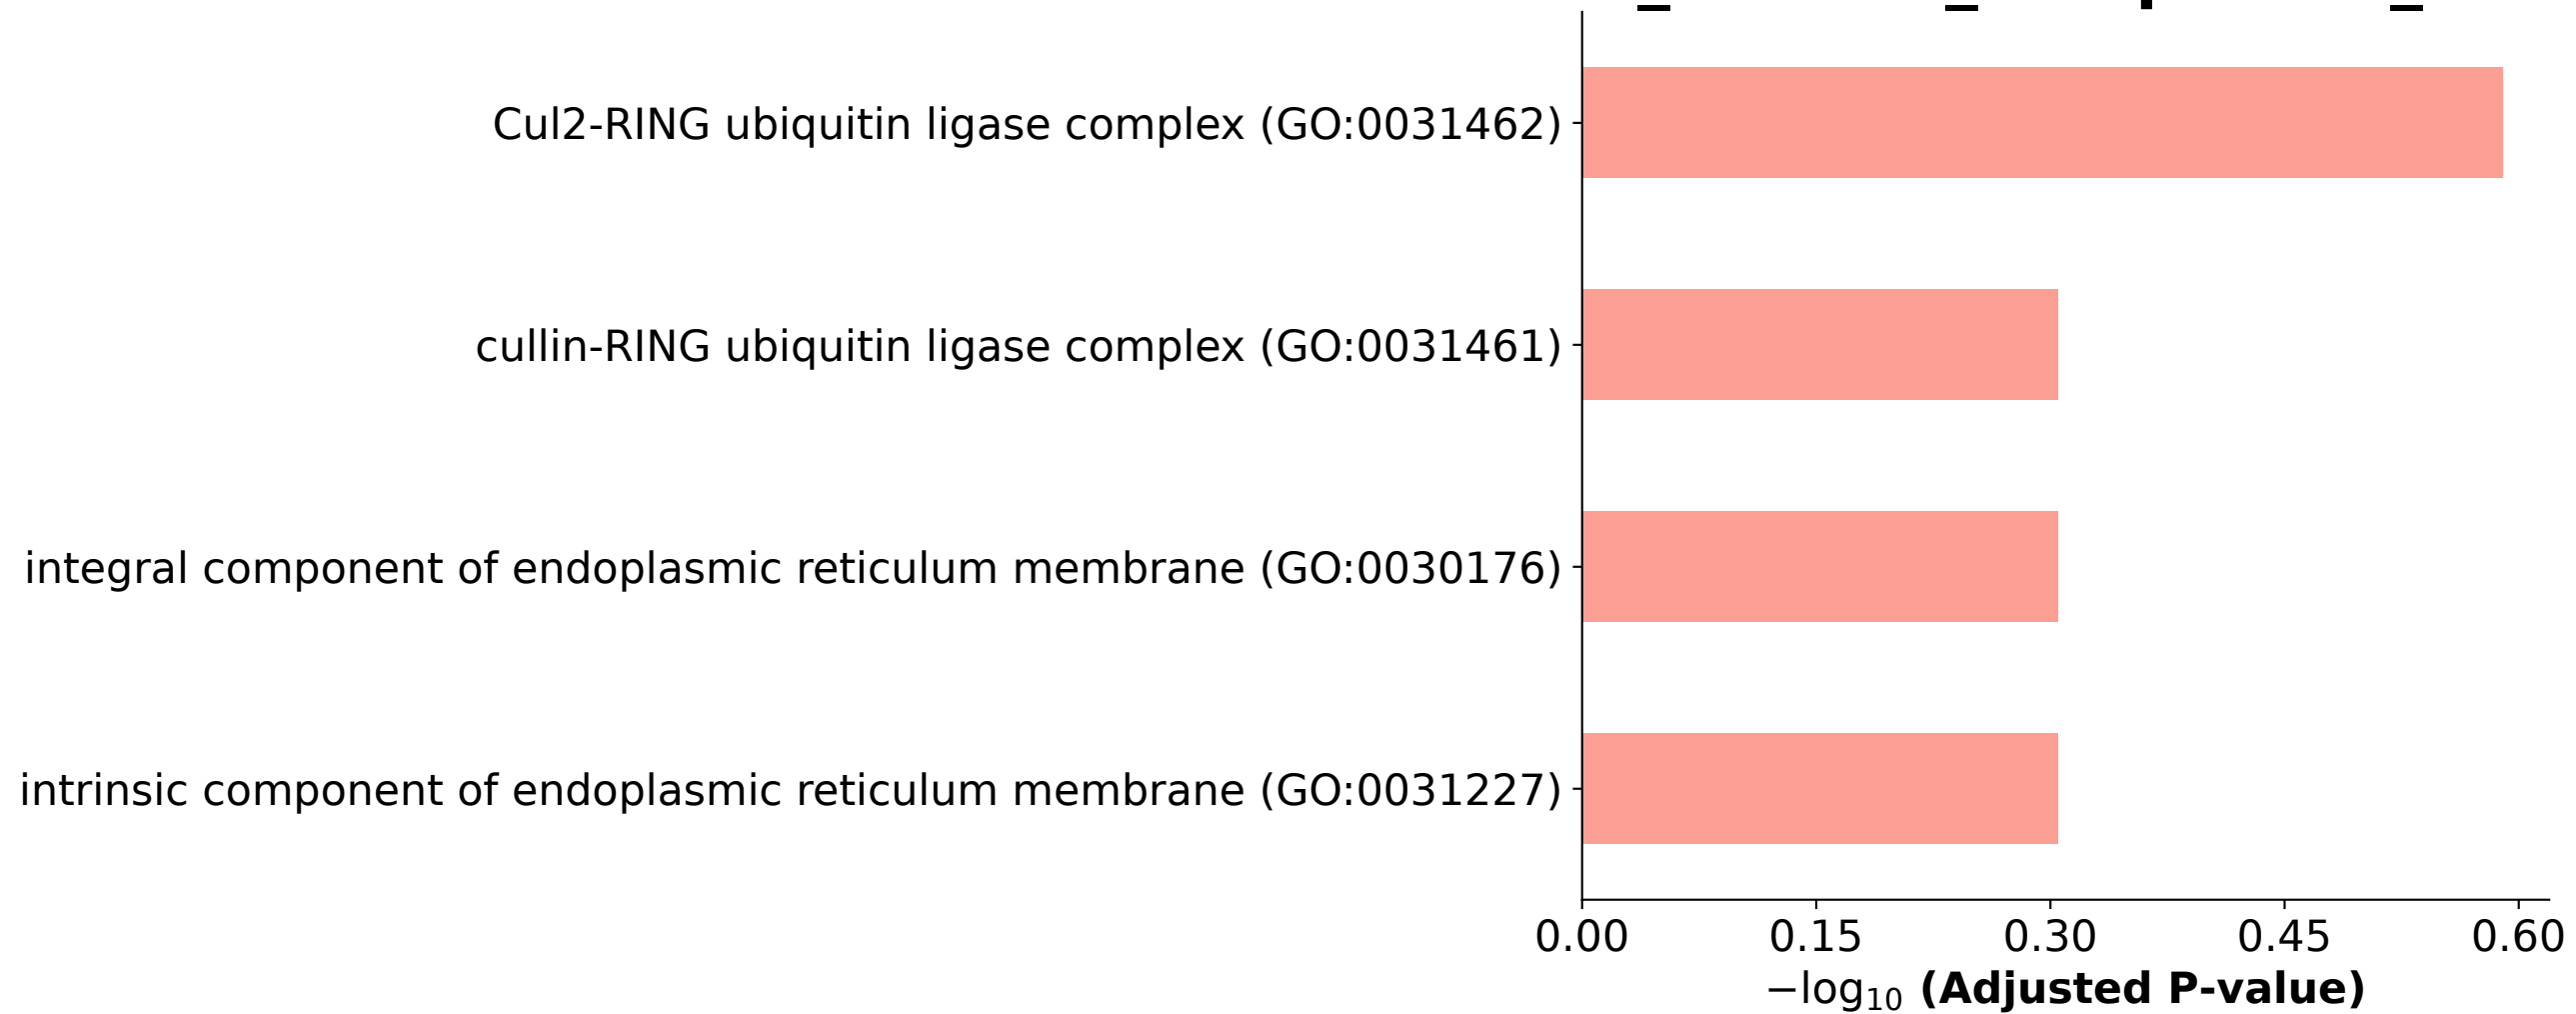 Cul2-RING ubiquitin ligase complex (GO:0031462)
cullin-RING ubiquitin ligase complex (GO:0031461)
integral component of endoplasmic reticulum membrane (GO:0030176)
intrinsic component of endoplasmic reticulum membrane (GO:0031227)
0.00 0.15 0.30 0.45 0.60
−log₁₀ (Adjusted P-value)